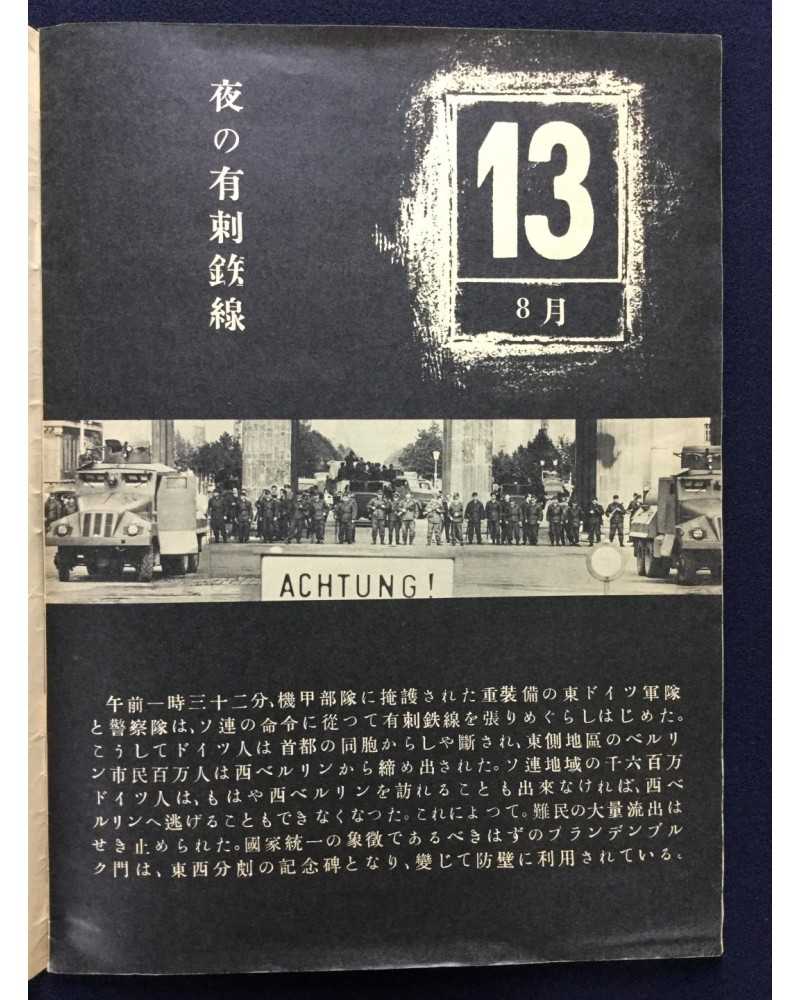 夜の有刺鉄線
13
8月
ACHTUNG!
午前一時三十二分、機甲部隊に掩護された重装備の東ドイツ軍隊
と警察隊は、ソ連の命令に従つて有刺鉄線を張りめぐらしはじめた。
こうしてドイツ人は首都の同胞からしや斷され、東側地區のベルリ
ン市民百万人は西ベルリンから締め出された。ソ連地域の千六百万
ドイツ人は、もはや西ベルリンを訪れることも出來なければ、西ベ
ルリンへ逃げることもできなくなつた。これによつて。難民の大量流出は
せき止められた。國家統一の象徴であるべきはずのブランデンブル
ク門は、東西分割の記念碑となり、變じて防壁に利用されている。